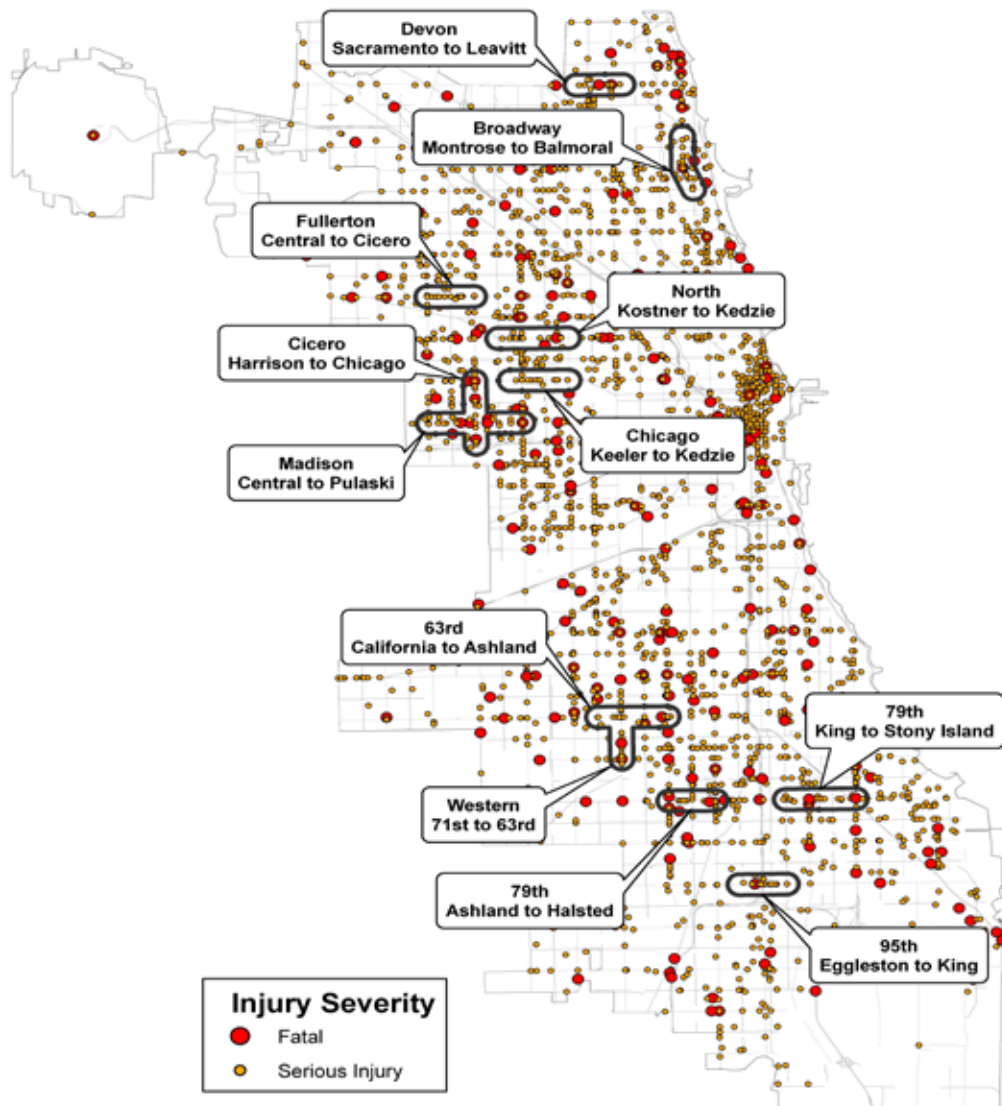 Devon
Sacramento to Leavitt
Broadway
Montrose to Balmoral
Fullerton
Central to Cicero
North
Kostner to Kedzie
Cicero
Harrison to Chicago
Chicago
Keeler to Kedzie
Madison
Central to Pulaski
63rd
California to Ashland
79th
King to Stony Island
Western
71st to 63rd
79th
Ashland to Halsted
95th
Eggleston to King
Injury Severity
Fatal
Serious Injury